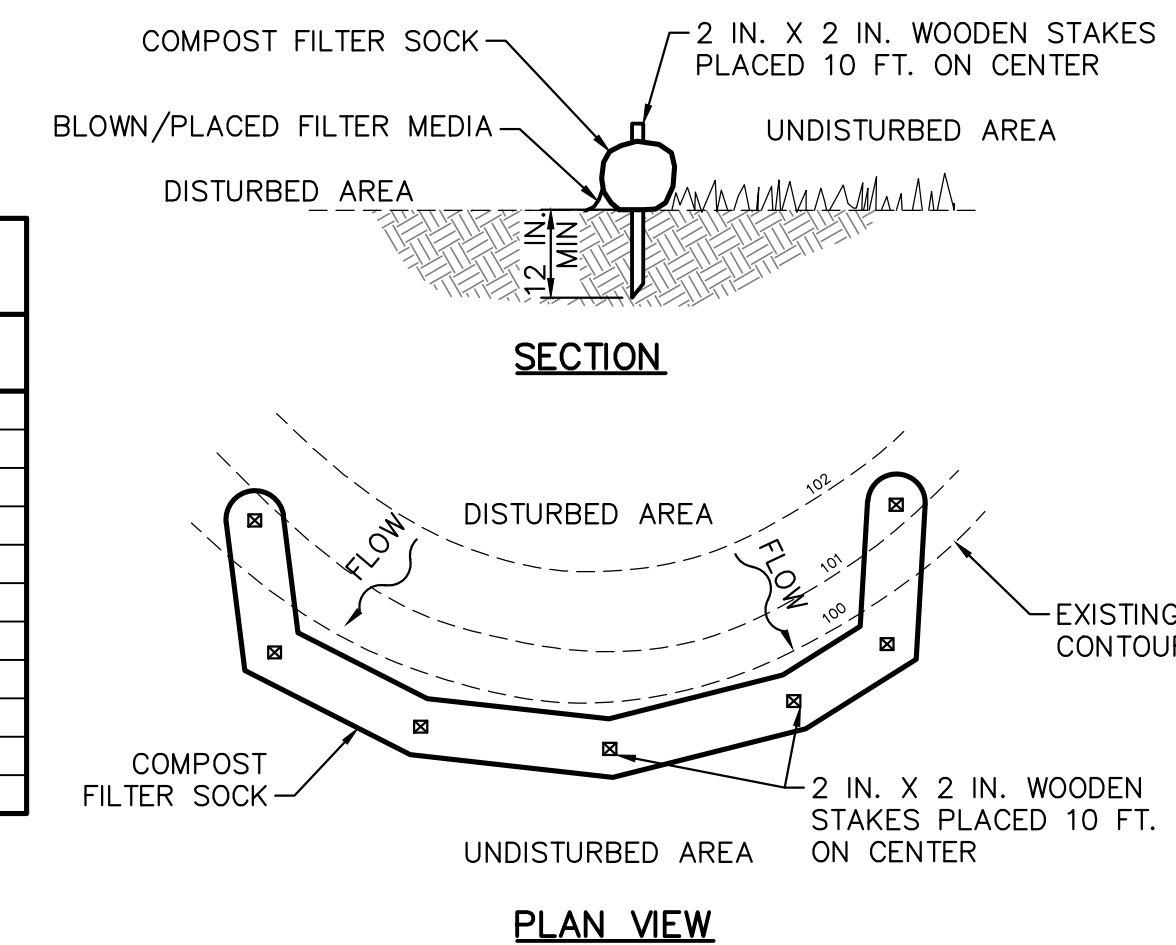 COMPOST FILTER SOCK
2 IN. X 2 IN. WOODEN STAKES
PLACED 10 FT. ON CENTER
BLOWN/PLACED FILTER MEDIA
UNDISTURBED AREA
DISTURBED AREA
12 IN.
MIN
SECTION
102
DISTURBED AREA
FLOW
FLOW
101
100
EXISTING
CONTOUR
COMPOST
FILTER SOCK
2 IN. X 2 IN. WOODEN
STAKES PLACED 10 FT.
ON CENTER
UNDISTURBED AREA
PLAN VIEW